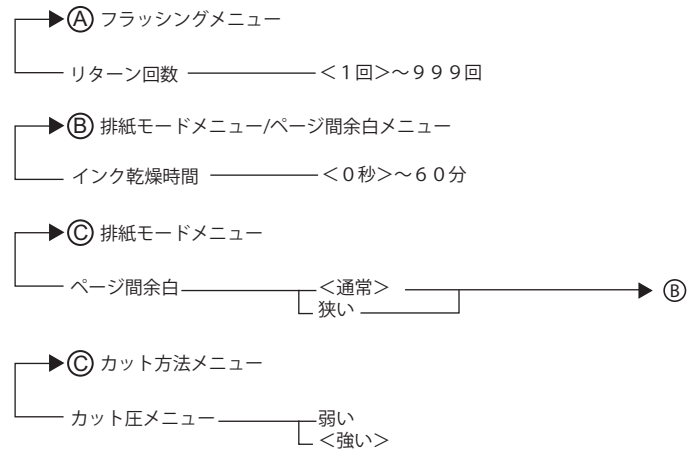 Ⓐ フラッシングメニュー
リターン回数 ＜１回＞～９９９回
Ⓑ 排紙モードメニュー/ページ間余白メニュー
インク乾燥時間 ＜０秒＞～６０分
Ⓒ 排紙モードメニュー
ページ間余白 ＜通常＞ Ⓑ
狭い
Ⓒ カット方法メニュー
カット圧メニュー 弱い
＜強い＞